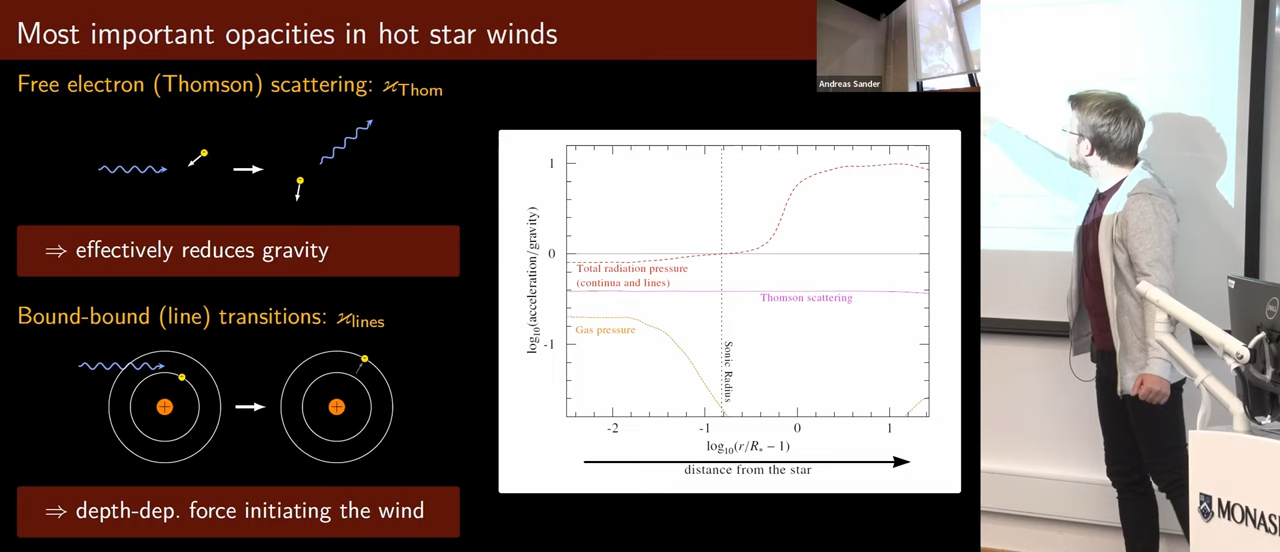 Most important opacities in hot star winds
Andreas Sander
Free electron (Thomson) scattering: ϰThom
⇒ effectively reduces gravity
Bound-bound (line) transitions: ϰlines
+
+
⇒ depth-dep. force initiating the wind
log10(acceleration/gravity)
1
0
-1
Total radiation pressure
(continua and lines)
Thomson scattering
Gas pressure
Sonic Radius
-2
-1
0
1
log10(r/R* − 1)
distance from the star
DELL
MONAS